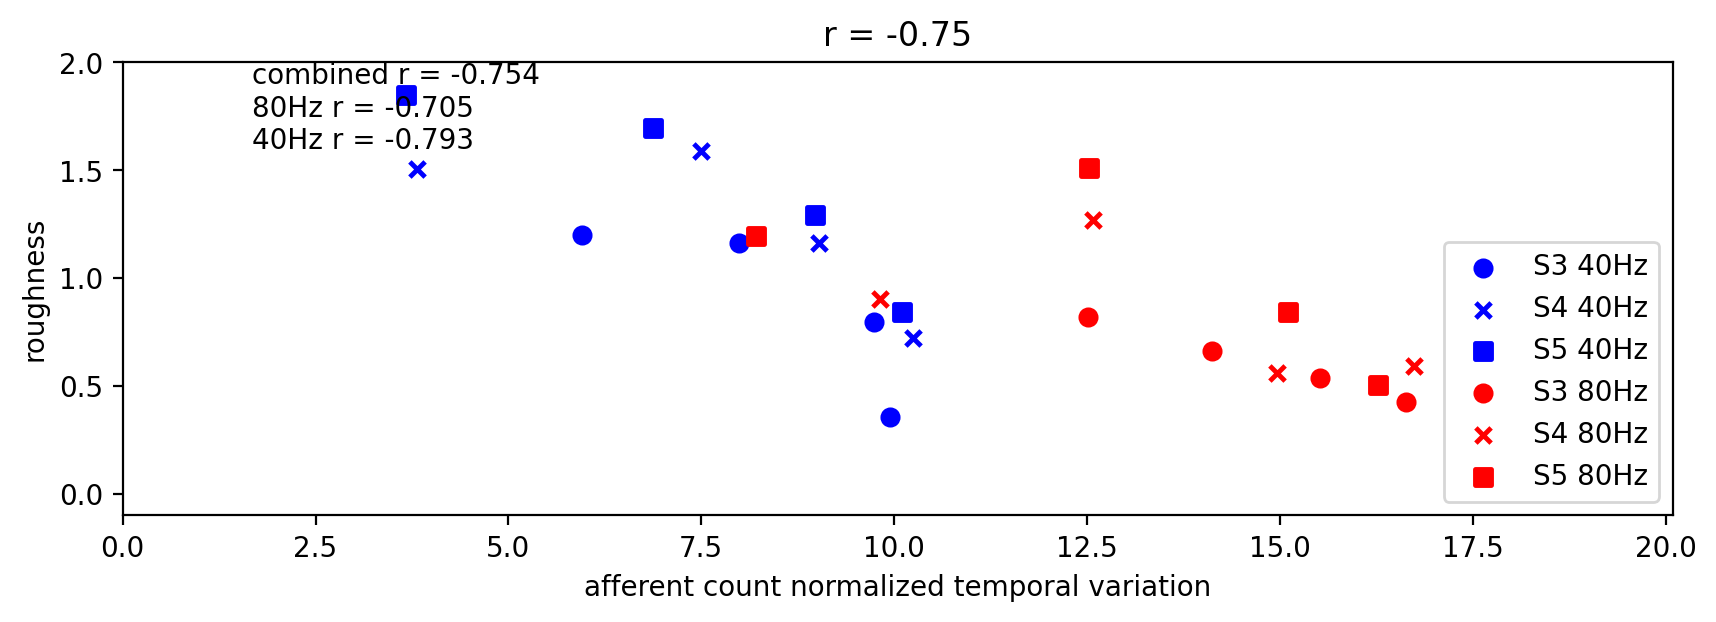 r = -0.75
combined r = -0.754
80Hz r = -0.705
40Hz r = -0.793
roughness
2.0
1.5
1.0
0.5
0.0
S3 40Hz
S4 40Hz
S5 40Hz
S3 80Hz
S4 80Hz
S5 80Hz
0.0 2.5 5.0 7.5 10.0 12.5 15.0 17.5 20.0
afferent count normalized temporal variation